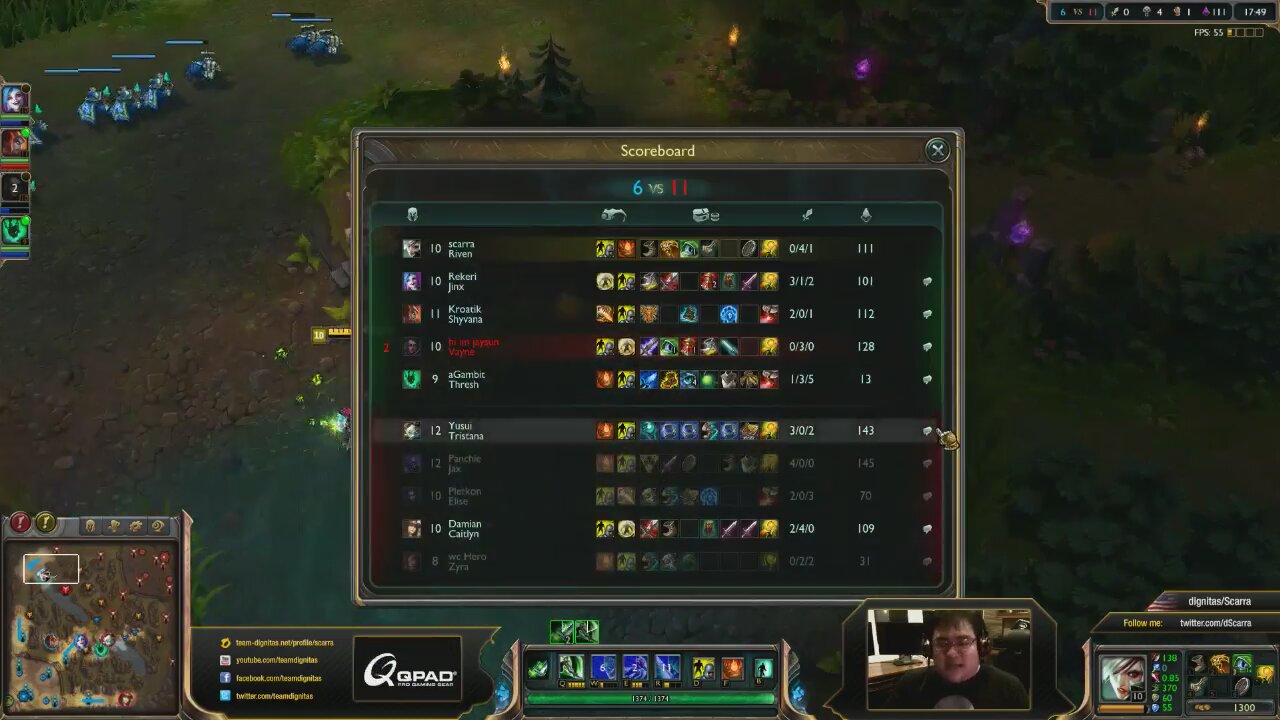 6 VS 11 0 4 1 111 17:49
FPS: 55
Scoreboard
6 VS 11
10 scarra Riven 0/4/1 111
10 Rekeri Jinx 3/1/2 101
11 Kroatik Shyvana 2/0/1 112
2 10 hi im jaysun Vayne 0/3/0 128
9 aGambit Thresh 1/3/5 13
12 Yusui Tristana 3/0/2 143
12 Panchie Jax 4/0/0 145
10 Pletkon Elise 2/0/3 70
10 Damian Caitlyn 2/4/0 109
8 wc Hero Zyra 0/2/2 31
2
10
team-dignitas.net/profile/scarra
youtube.com/teamdignitas
facebook.com/teamdignitas
twitter.com/teamdignitas
QPAD
PRO GAMING GEAR
Q W E R D F B
1374 / 1374
dignitas/Scarra
Follow me: twitter.com/dScarra
10
138
0
0.85
370
60
55
1300